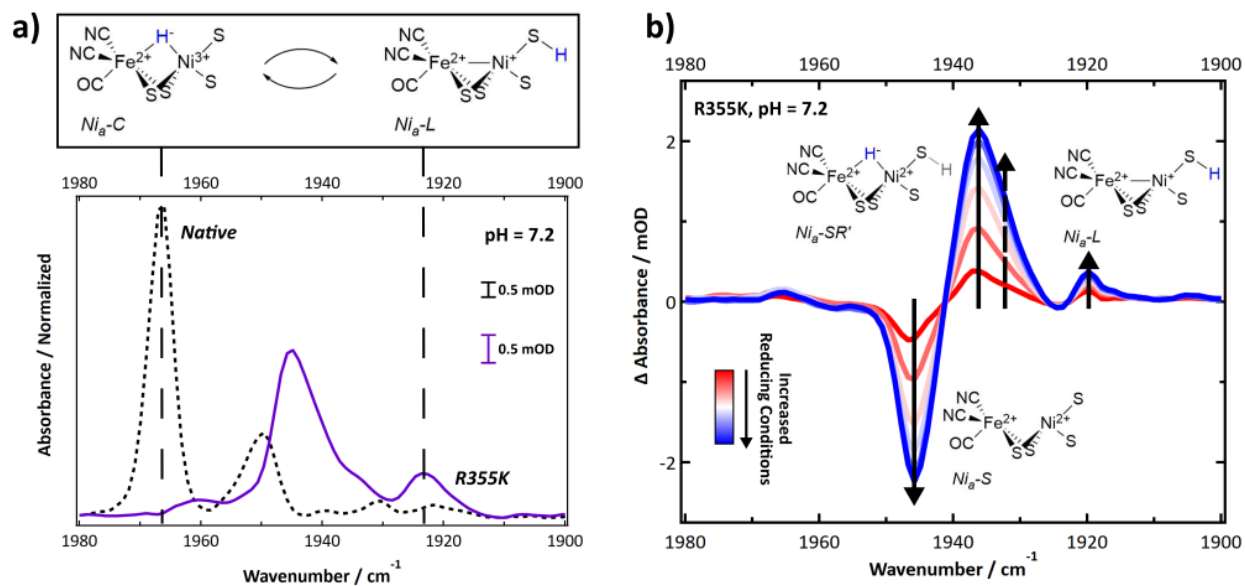 a)
NC
NC
OC
Fe2+
H-
Ni3+
S
S
S
S
Nia-C
NC
NC
OC
Fe2+
Ni+
S
H
S
S
S
Nia-L
1980 1960 1940 1920 1900
Native
pH = 7.2
0.5 mOD
0.5 mOD
R355K
Absorbance / Normalized
1980 1960 1940 1920 1900
Wavenumber / cm-1
b)
1980 1960 1940 1920 1900
R355K, pH = 7.2
NC
NC
OC
Fe2+
H-
Ni2+
S
H
S
S
S
Nia-SR'
NC
NC
OC
Fe2+
Ni+
S
H
S
S
S
Nia-L
2
0
-2
Δ Absorbance / mOD
Increased
Reducing Conditions
NC
NC
OC
Fe2+
Ni2+
S
S
S
S
Nia-S
1980 1960 1940 1920 1900
Wavenumber / cm-1